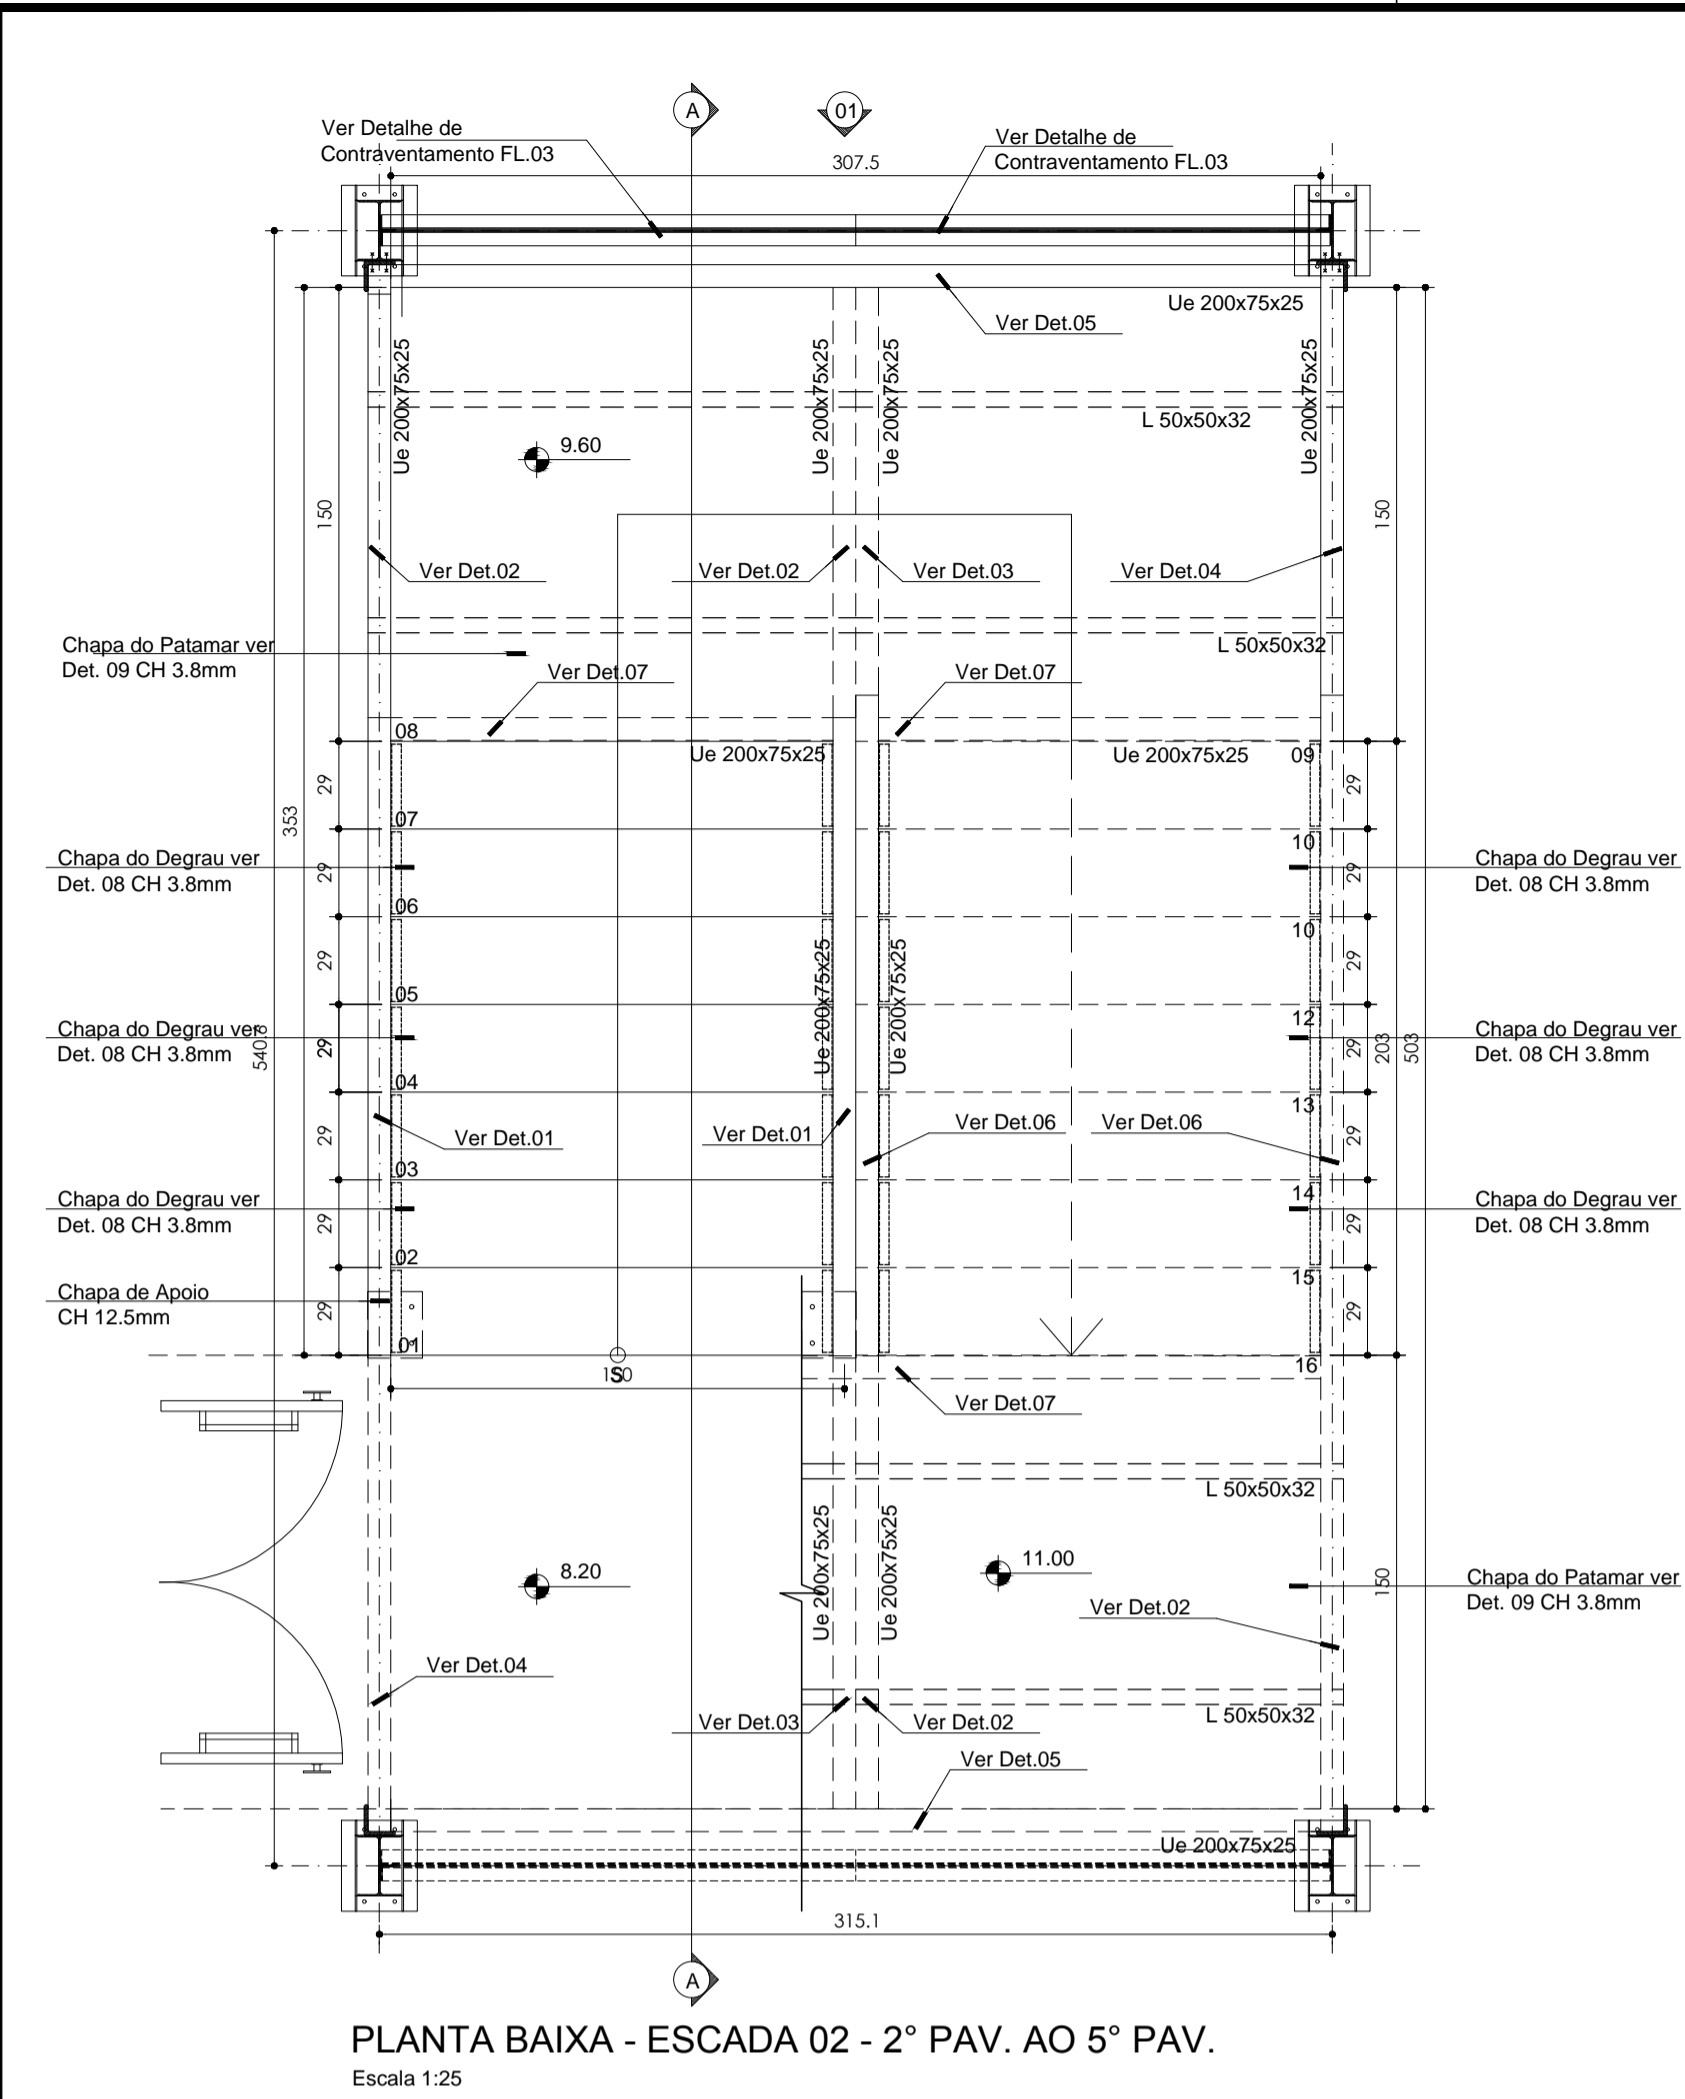 A
01
Ver Detalhe de
Contraventamento FL.03
Ver Detalhe de
Contraventamento FL.03
307.5
Ver Det.05
Ue 200x75x25
Ue 200x75x25
Ue 200x75x25
Ue 200x75x25
Ue 200x75x25
L 50x50x32
9.60
150
150
Ver Det.02
Ver Det.02
Ver Det.03
Ver Det.04
Chapa do Patamar ver
Det. 09 CH 3.8mm
L 50x50x32
Ver Det.07
Ver Det.07
08
Ue 200x75x25
Ue 200x75x25
09
29
29
353
07
10
Chapa do Degrau ver
Det. 08 CH 3.8mm
29
29
Chapa do Degrau ver
Det. 08 CH 3.8mm
06
10
29
Ue 200x75x25
Ue 200x75x25
29
05
12
Chapa do Degrau ver
Det. 08 CH 3.8mm
540.8
29
29
203
503
Chapa do Degrau ver
Det. 08 CH 3.8mm
04
13
29
Ver Det.01
Ver Det.01
Ver Det.06
Ver Det.06
29
03
14
Chapa do Degrau ver
Det. 08 CH 3.8mm
29
29
Chapa do Degrau ver
Det. 08 CH 3.8mm
02
15
Chapa de Apoio
CH 12.5mm
29
29
01
16
S
150
Ver Det.07
L 50x50x32
Ue 200x75x25
Ue 200x75x25
8.20
11.00
150
Chapa do Patamar ver
Det. 09 CH 3.8mm
Ver Det.02
Ver Det.04
Ver Det.03
Ver Det.02
L 50x50x32
Ver Det.05
Ue 200x75x25
315.1
A
PLANTA BAIXA - ESCADA 02 - 2° PAV. AO 5° PAV.
Escala 1:25